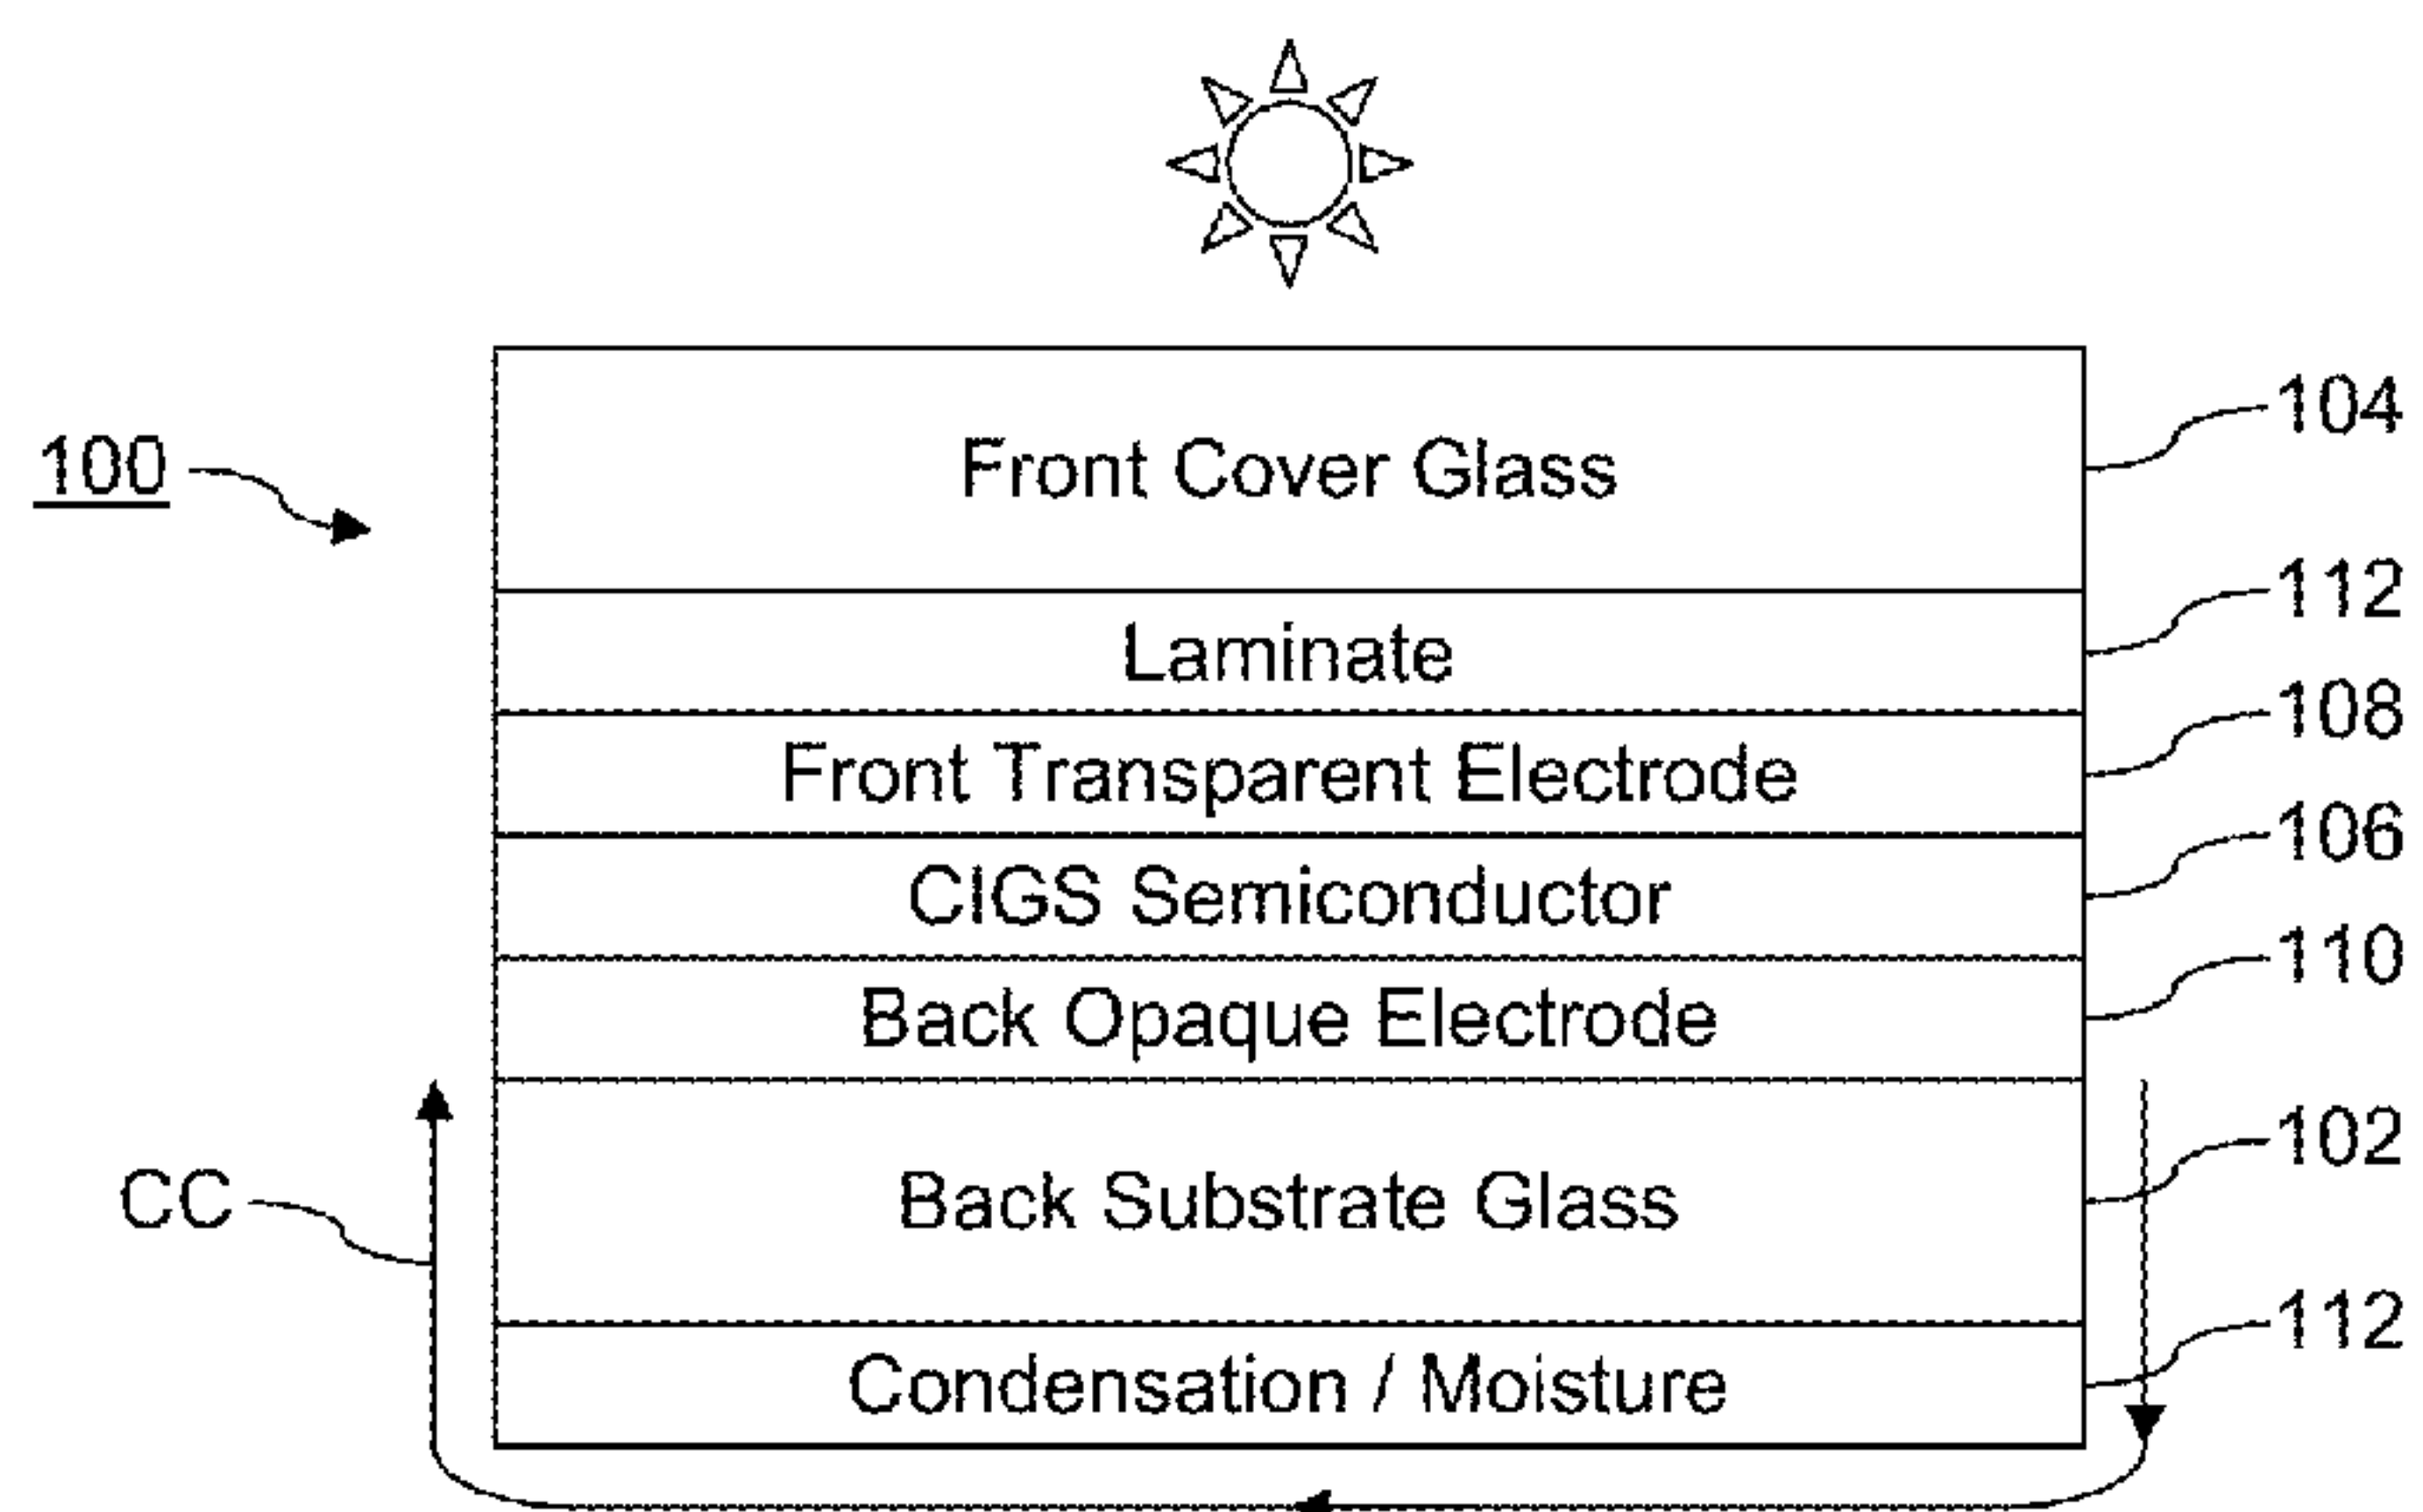 104
100
Front Cover Glass
112
Laminate
108
Front Transparent Electrode
106
CIGS Semiconductor
110
Back Opaque Electrode
102
CC
Back Substrate Glass
112
Condensation / Moisture